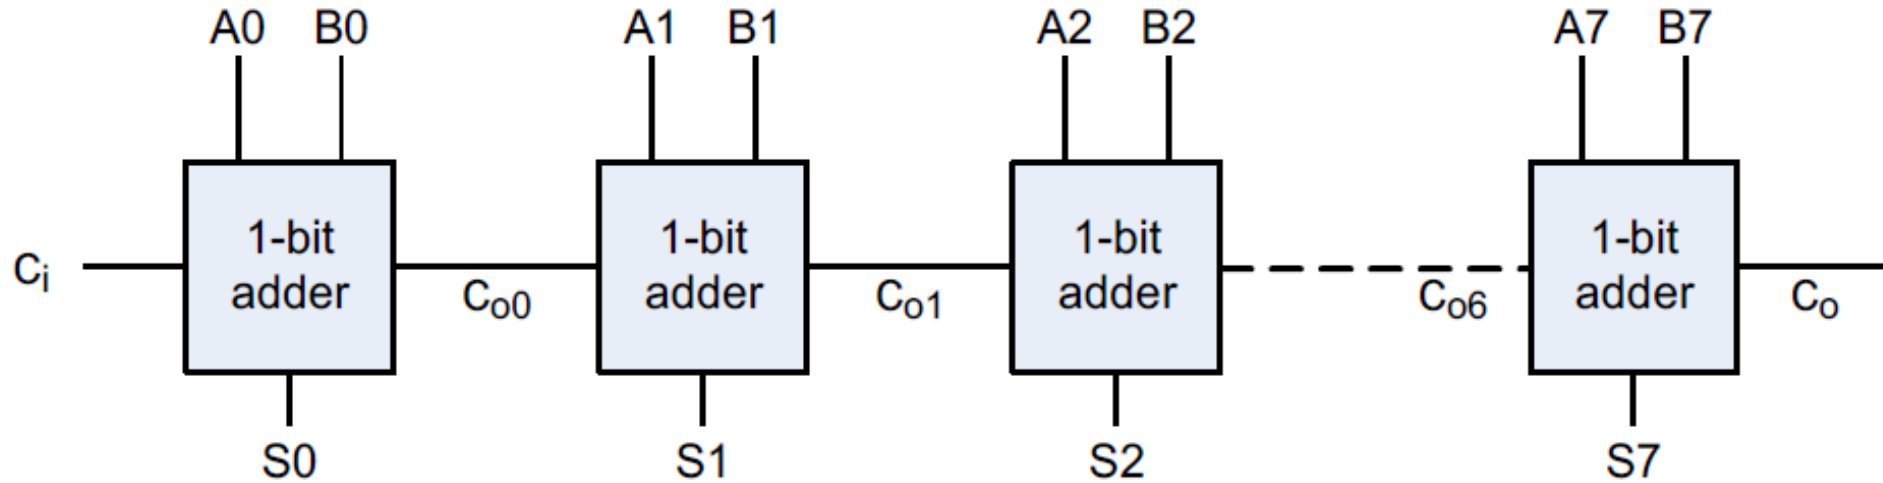 A0 B0 A1 B1 A2 B2 A7 B7
1-bit adder
1-bit adder
1-bit adder
1-bit adder
Ci Co0 Co1 Co6 Co
S0 S1 S2 S7